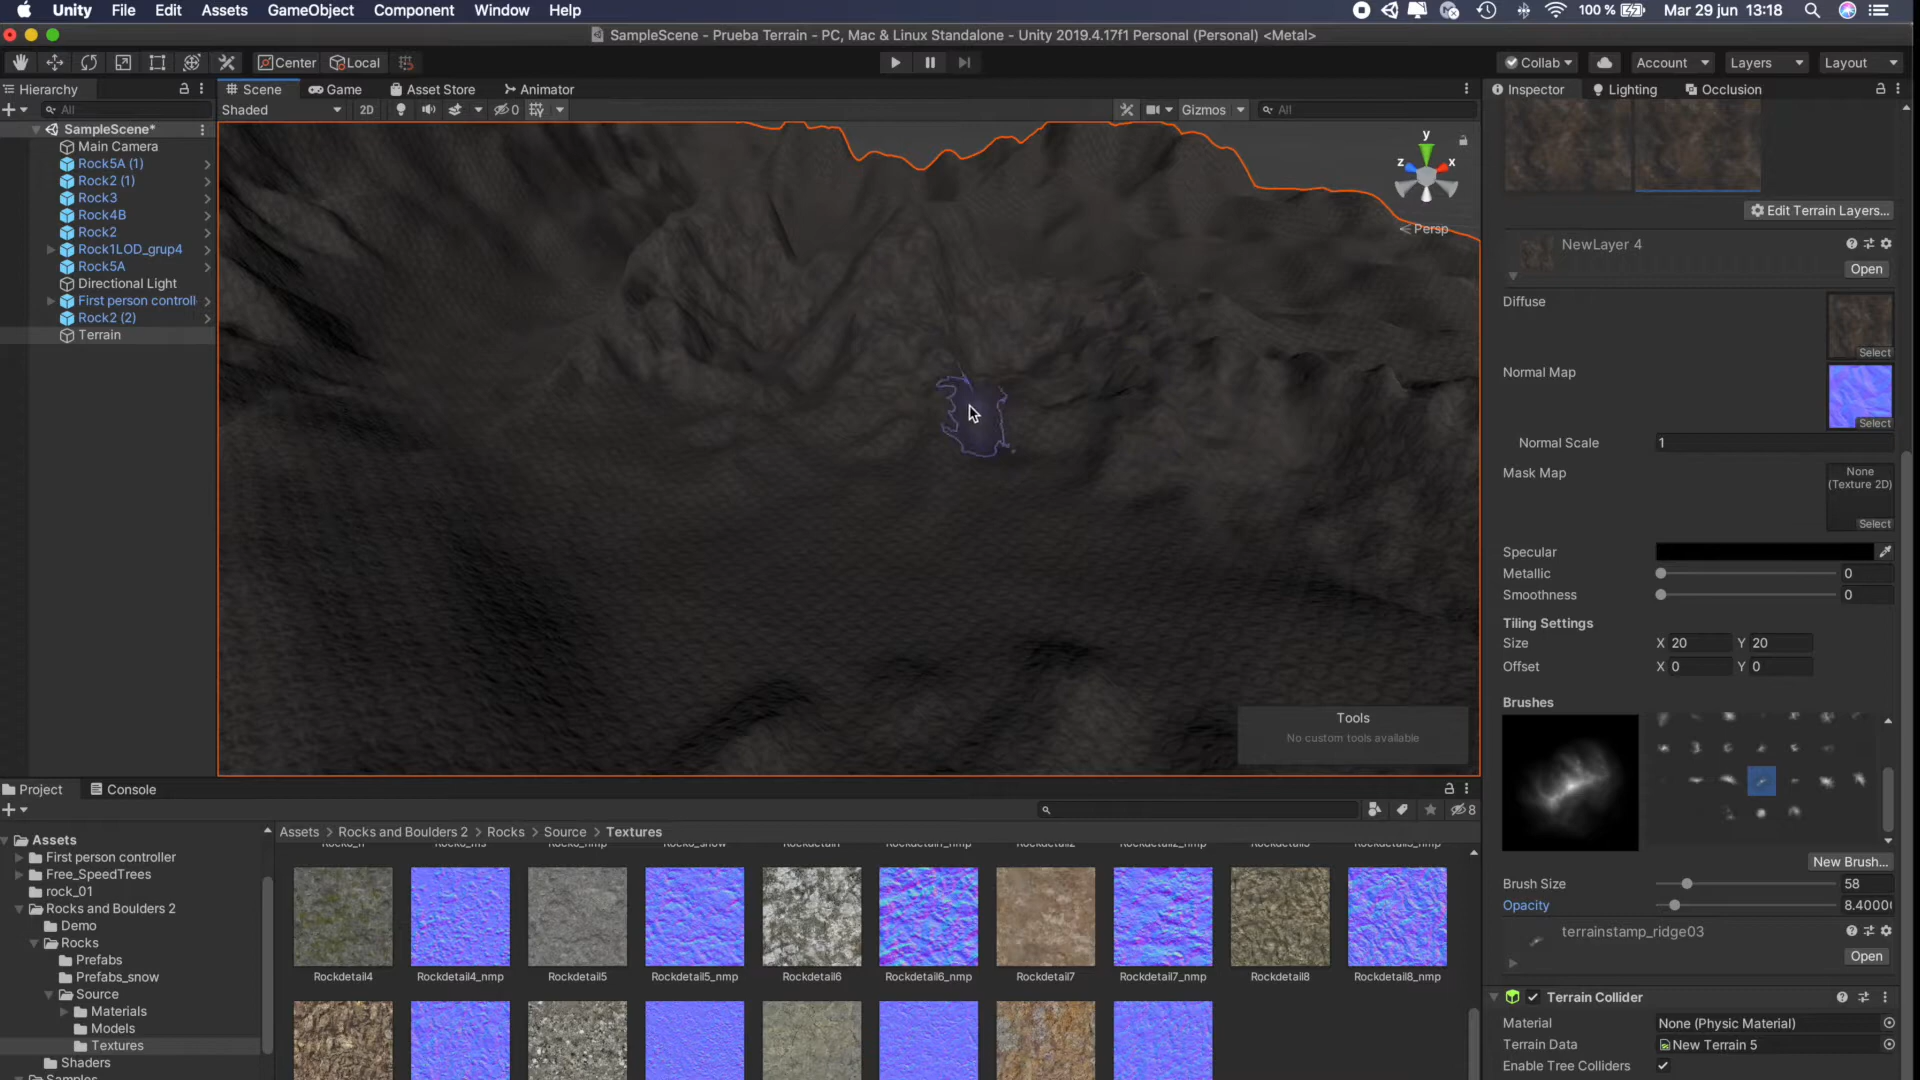 Unity File Edit Assets GameObject Component Window Help 100 % Mar 29 jun 13:18
SampleScene - Prueba Terrain - PC, Mac & Linux Standalone - Unity 2019.4.17f1 Personal (Personal) <Metal>
Center Local Collab Account Layers Layout
Hierarchy
All
SampleScene*
Main Camera
Rock5A (1)
Rock2 (1)
Rock3
Rock4B
Rock2
Rock1LOD_grup4
Rock5A
Directional Light
First person controll
Rock2 (2)
Terrain
Scene Game Asset Store Animator
Shaded 2D 0 Gizmos All
y
z x
Persp
Tools
No custom tools available
Inspector Lighting Occlusion
Edit Terrain Layers...
NewLayer 4
Open
Diffuse
Select
Normal Map
Select
Normal Scale 1
Mask Map None
(Texture 2D)
Select
Specular
Metallic 0
Smoothness 0
Tiling Settings
Size X 20 Y 20
Offset X 0 Y 0
Brushes
New Brush...
Brush Size 58
Opacity 8.4000
terrainstamp_ridge03
Open
Terrain Collider
Material None (Physic Material)
Terrain Data New Terrain 5
Enable Tree Colliders
Project Console
8
Assets
First person controller
Free_SpeedTrees
rock_01
Rocks and Boulders 2
Demo
Rocks
Prefabs
Prefabs_snow
Source
Materials
Models
Textures
Shaders
Samples
Assets > Rocks and Boulders 2 > Rocks > Source > Textures
Rockdetail4 Rockdetail4_nmp Rockdetail5 Rockdetail5_nmp Rockdetail6 Rockdetail6_nmp Rockdetail7 Rockdetail7_nmp Rockdetail8 Rockdetail8_nmp